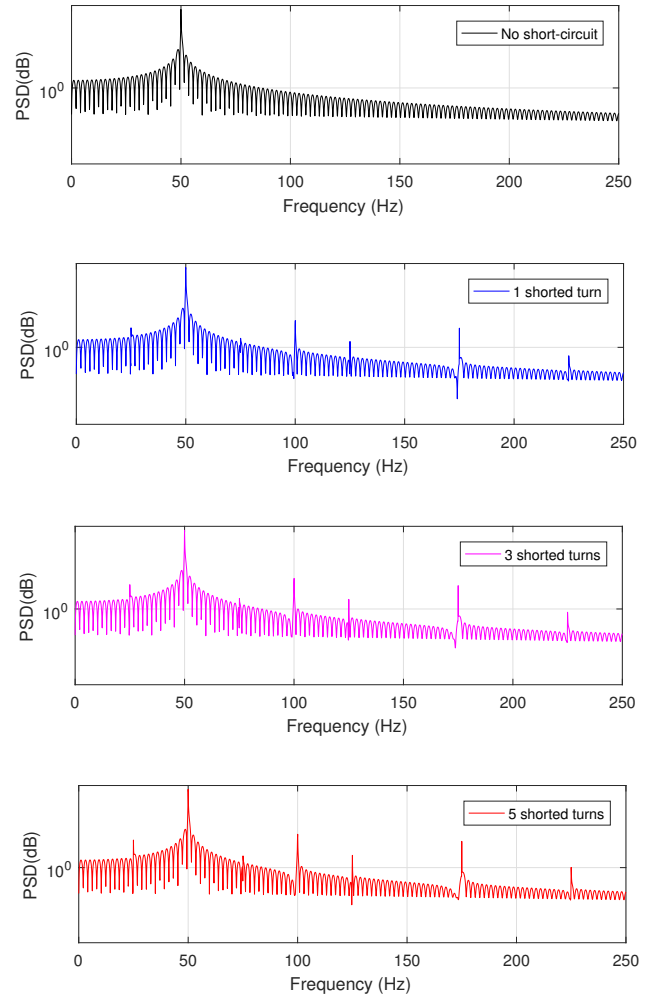 No short-circuit
PSD(dB)
10^0
0 50 100 150 200 250
Frequency (Hz)
1 shorted turn
PSD(dB)
10^0
0 50 100 150 200 250
Frequency (Hz)
3 shorted turns
PSD(dB)
10^0
0 50 100 150 200 250
Frequency (Hz)
5 shorted turns
PSD(dB)
10^0
0 50 100 150 200 250
Frequency (Hz)